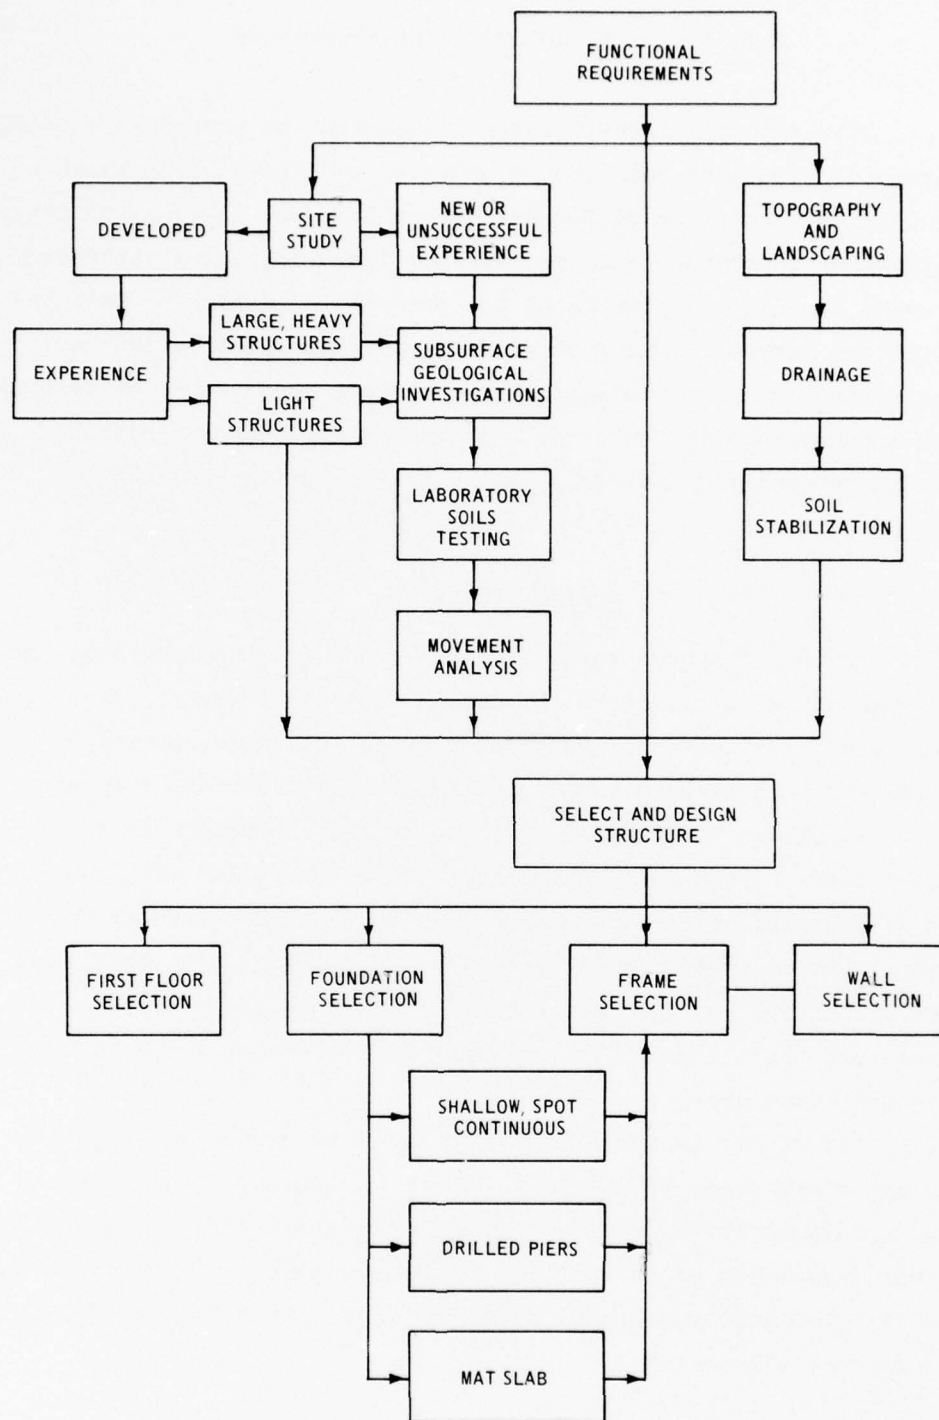 FUNCTIONAL
REQUIREMENTS
DEVELOPED
SITE
STUDY
NEW OR
UNSUCCESSFUL
EXPERIENCE
TOPOGRAPHY
AND
LANDSCAPING
EXPERIENCE
LARGE, HEAVY
STRUCTURES
LIGHT
STRUCTURES
SUBSURFACE
GEOLOGICAL
INVESTIGATIONS
DRAINAGE
LABORATORY
SOILS
TESTING
SOIL
STABILIZATION
MOVEMENT
ANALYSIS
SELECT AND DESIGN
STRUCTURE
FIRST FLOOR
SELECTION
FOUNDATION
SELECTION
FRAME
SELECTION
WALL
SELECTION
SHALLOW, SPOT
CONTINUOUS
DRILLED PIERS
MAT SLAB